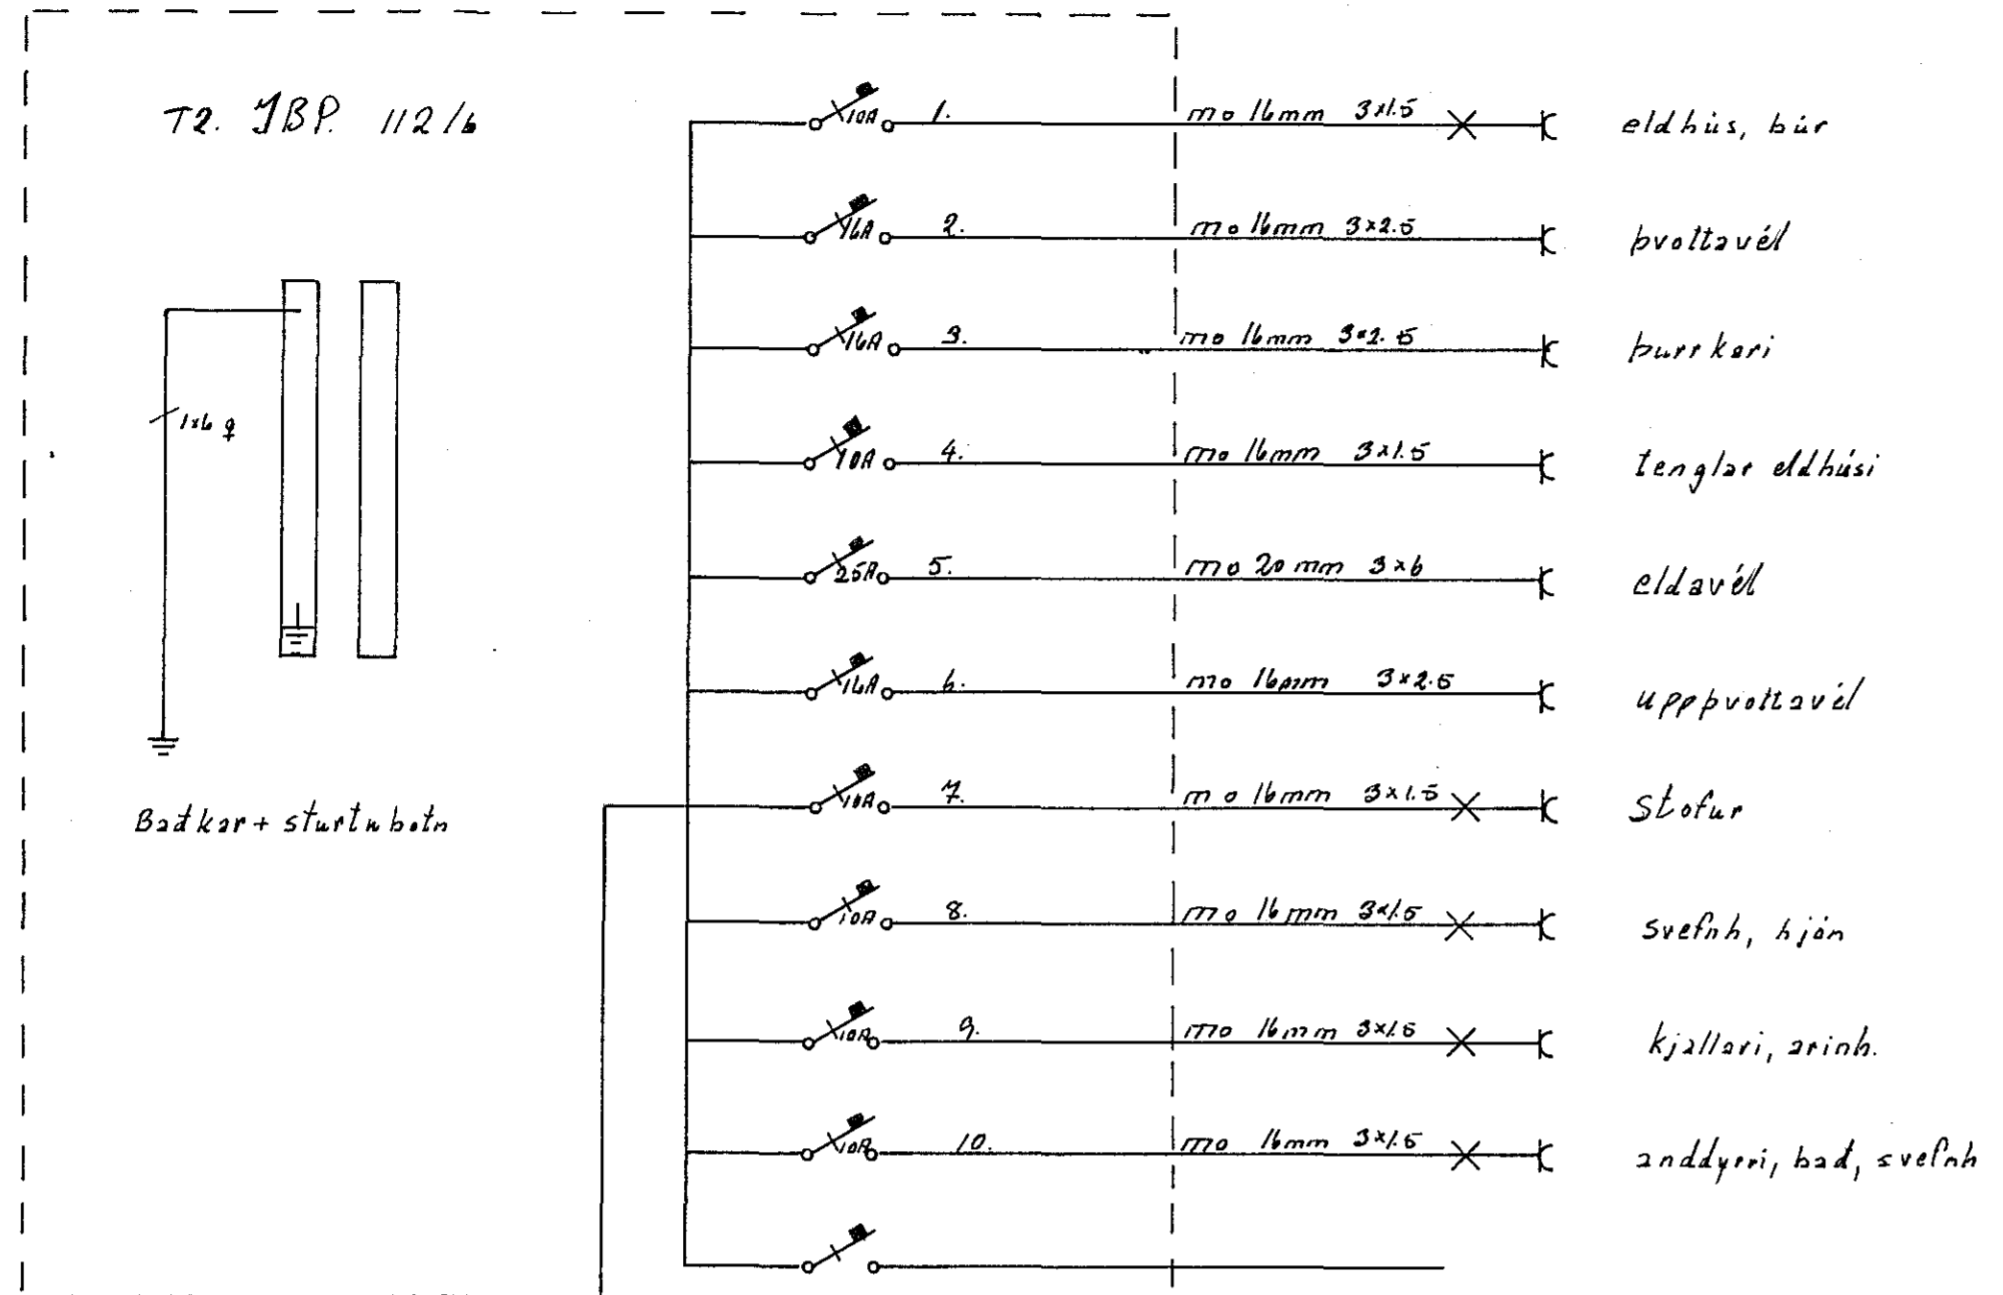 T2. JBP. 112/6
10A 1. mo 16mm 3x1.5 eldhús, búr
16A 2. mo 16mm 3x2.5 þvottavél
16A 3. mo 16mm 3x2.5 þurrkari
10A 4. mo 16mm 3x1.5 tenglar eldhúsi
1x6 q
25A 5. mo 20mm 3x6 eldavél
16A 6. mo 16mm 3x2.5 uppþvottavél
10A 7. mo 16mm 3x1.5 Stofur
Baðkar + sturtubotn
10A 8. mo 16mm 3x1.5 svefnh, hjón
10A 9. mo 16mm 3x1.5 kjallari, arinh.
10A 10. mo 16mm 3x1.5 anddyrri, bað, svefnh